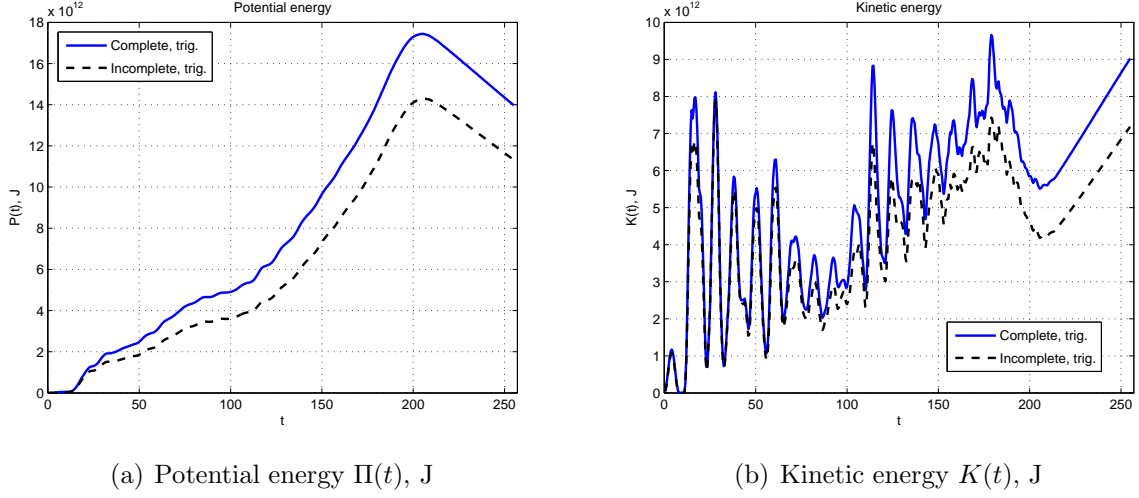 Potential energy
x 10^12
18
16
14
12
10
8
6
4
2
0
P(t), J
0 50 100 150 200 250
t
Complete, trig.
Incomplete, trig.
(a) Potential energy Π(t), J
Kinetic energy
x 10^12
10
9
8
7
6
5
4
3
2
1
0
K(t), J
0 50 100 150 200 250
t
Complete, trig.
Incomplete, trig.
(b) Kinetic energy K(t), J